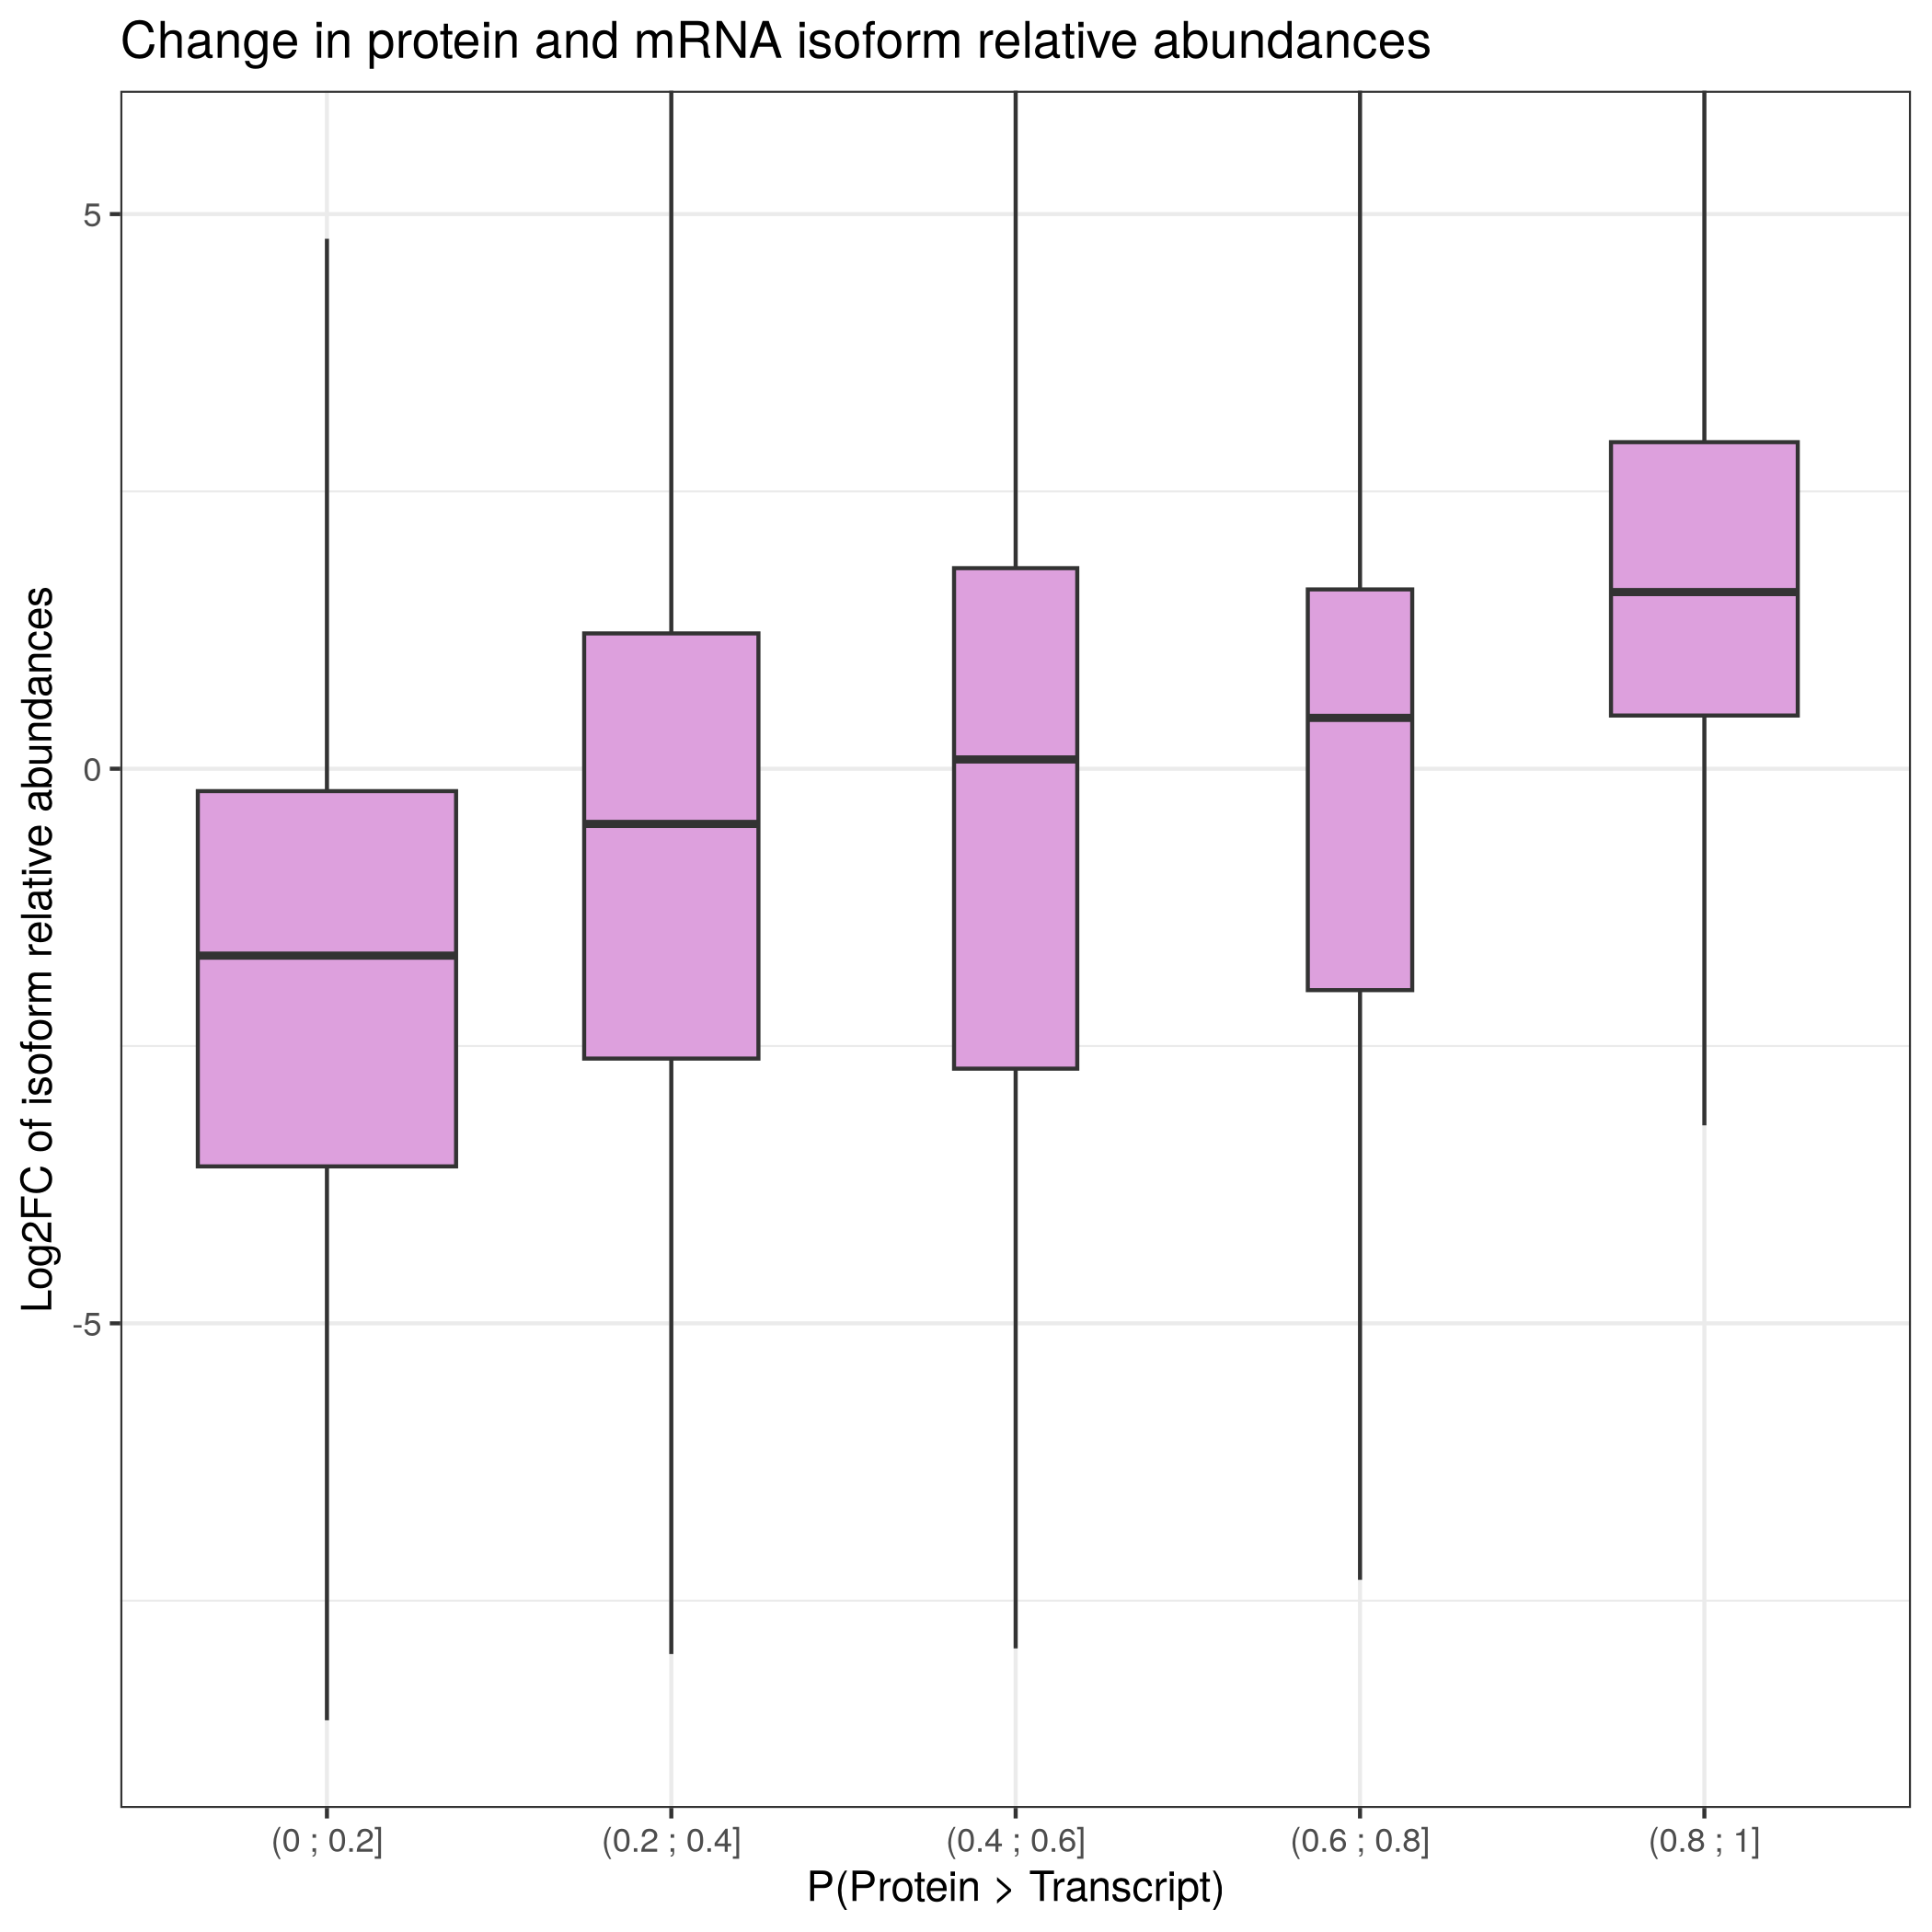 Change in protein and mRNA isoform relative abundances
Log2FC of isoform relative abundances
5
0
-5
(0 ; 0.2]
(0.2 ; 0.4]
(0.4 ; 0.6]
(0.6 ; 0.8]
(0.8 ; 1]
P(Protein > Transcript)